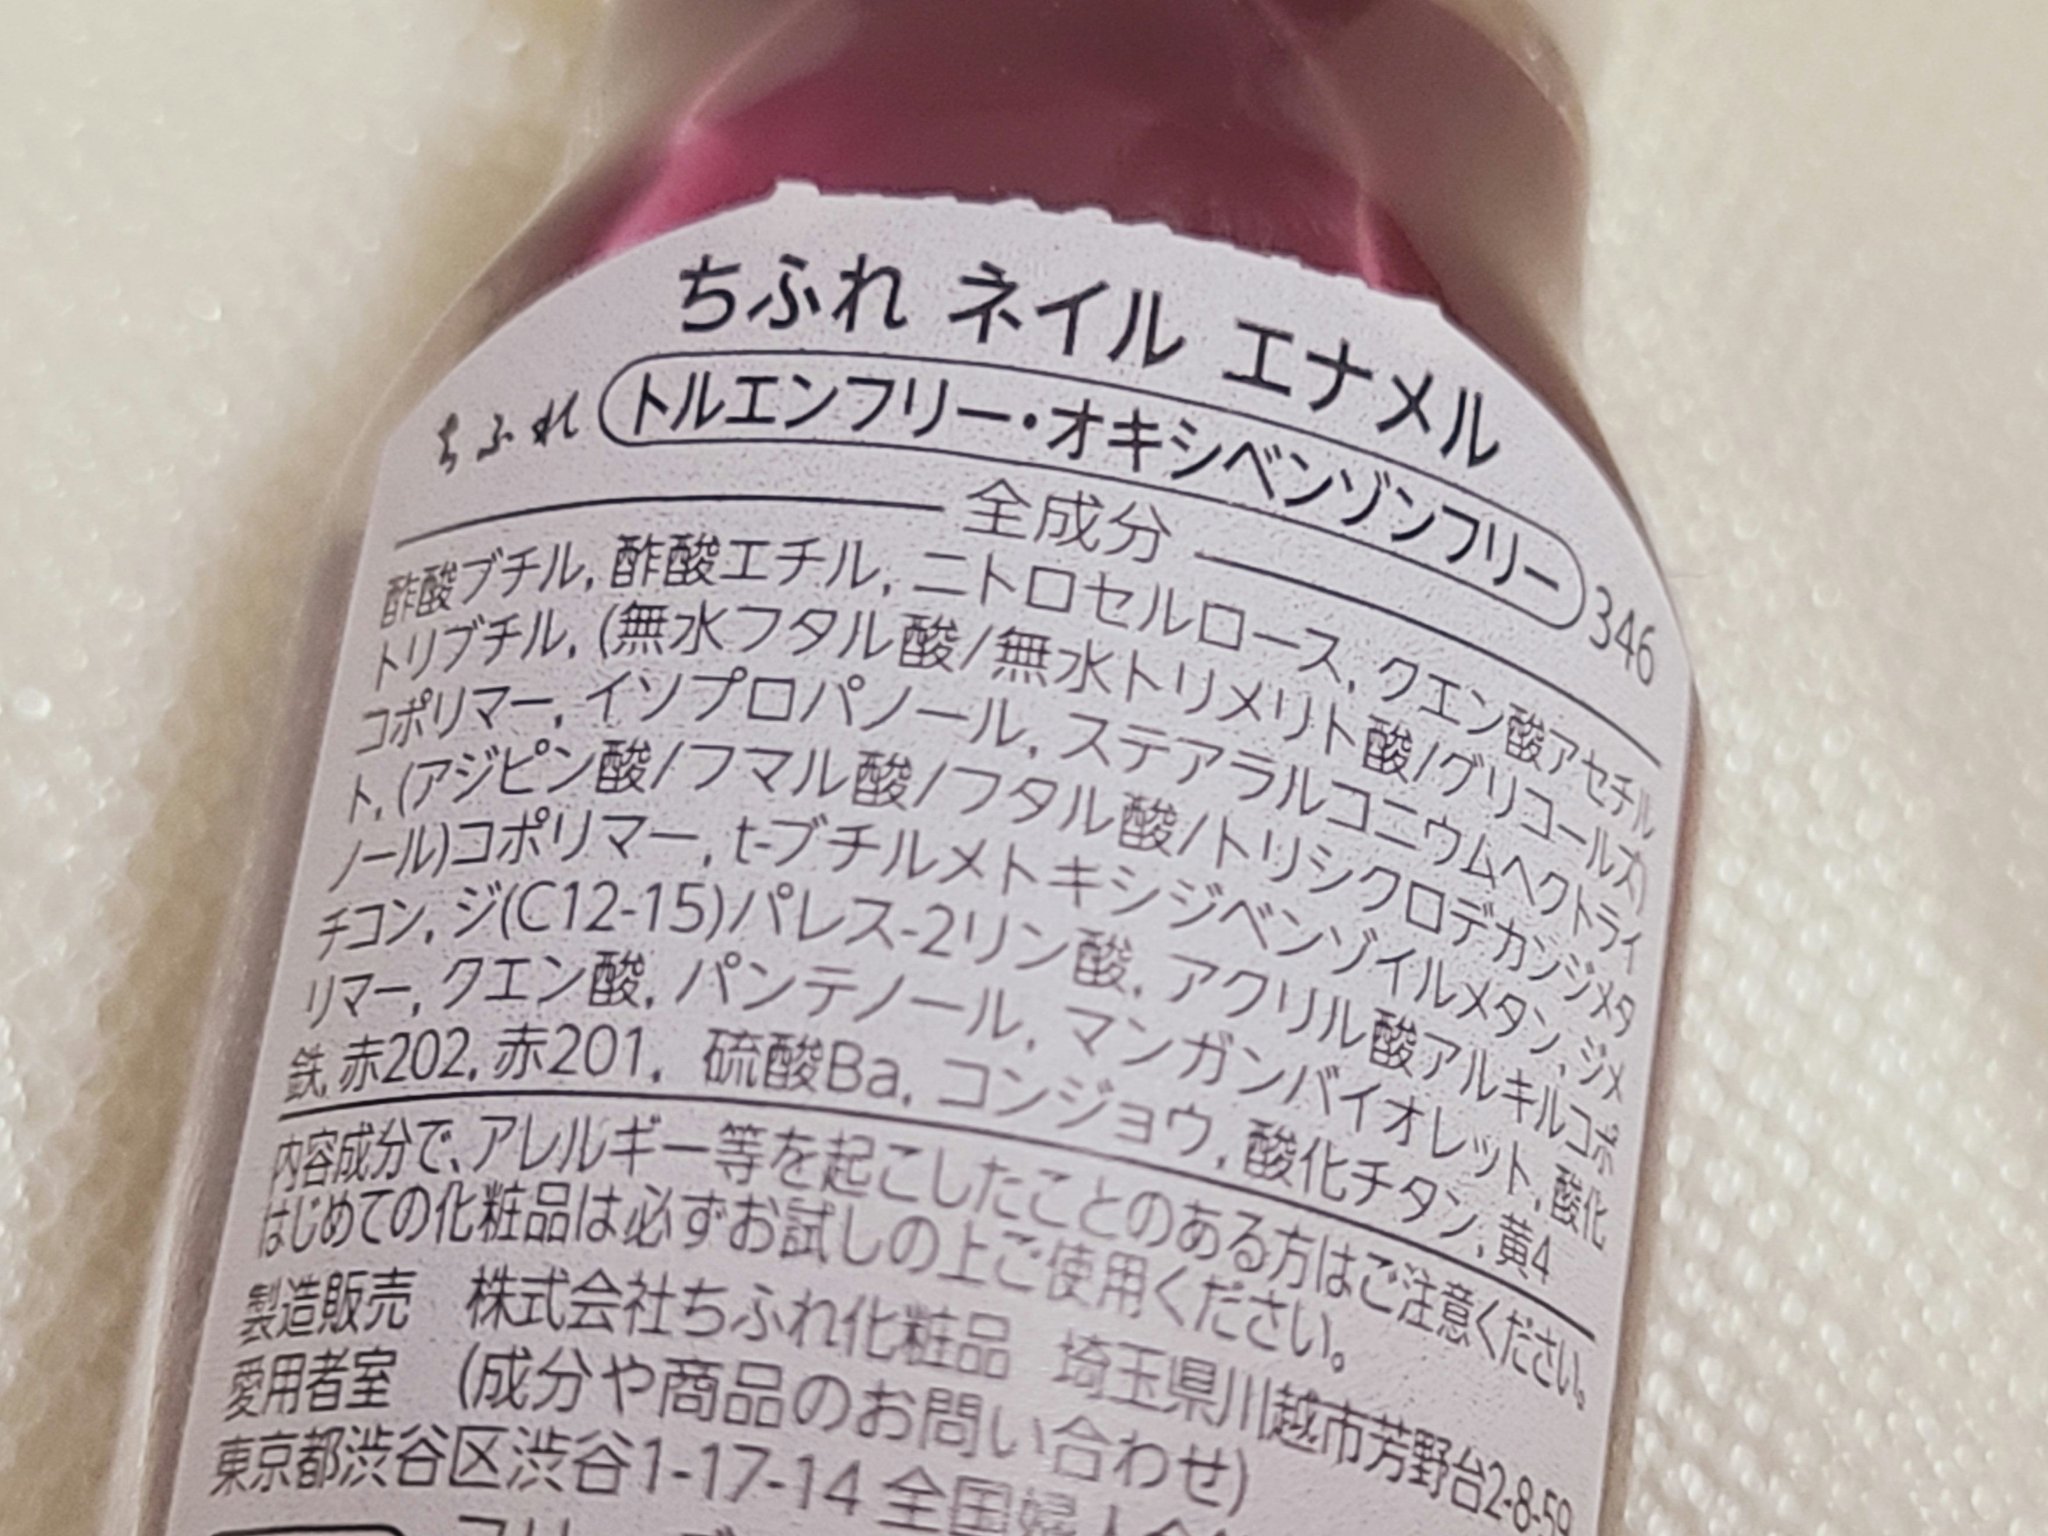 ちふれ ネイル エナメル
ちふれ トルエンフリー・オキシベンゾンフリー 346
全成分
酢酸ブチル, 酢酸エチル, ニトロセルロース, クエン酸アセチル
トリブチル, (無水フタル酸/無水トリメリト酸/グリコールズ)
コポリマー, イソプロパノール, ステアラルコニウムヘクトライ
ト, (アジピン酸/フマル酸/フタル酸/トリシクロデカンジメタ
ノール)コポリマー, t-ブチルメトキシジベンゾイルメタン, ジメ
チコン, ジ(C12-15)パレス-2リン酸, アクリル酸アルキルコポ
リマー, クエン酸, パンテノール, マンガンバイオレット, 酸化
鉄, 赤202, 赤201, 硫酸Ba, コンジョウ, 酸化チタン, 黄4
内容成分で、アレルギー等を起こしたことのある方はご注意ください。
はじめての化粧品は必ずお試しの上ご使用ください。
製造販売 株式会社ちふれ化粧品 埼玉県川越市芳野台2-8-59
愛用者室 (成分や商品のお問い合わせ)
東京都渋谷区渋谷1-17-14 全国婦人会